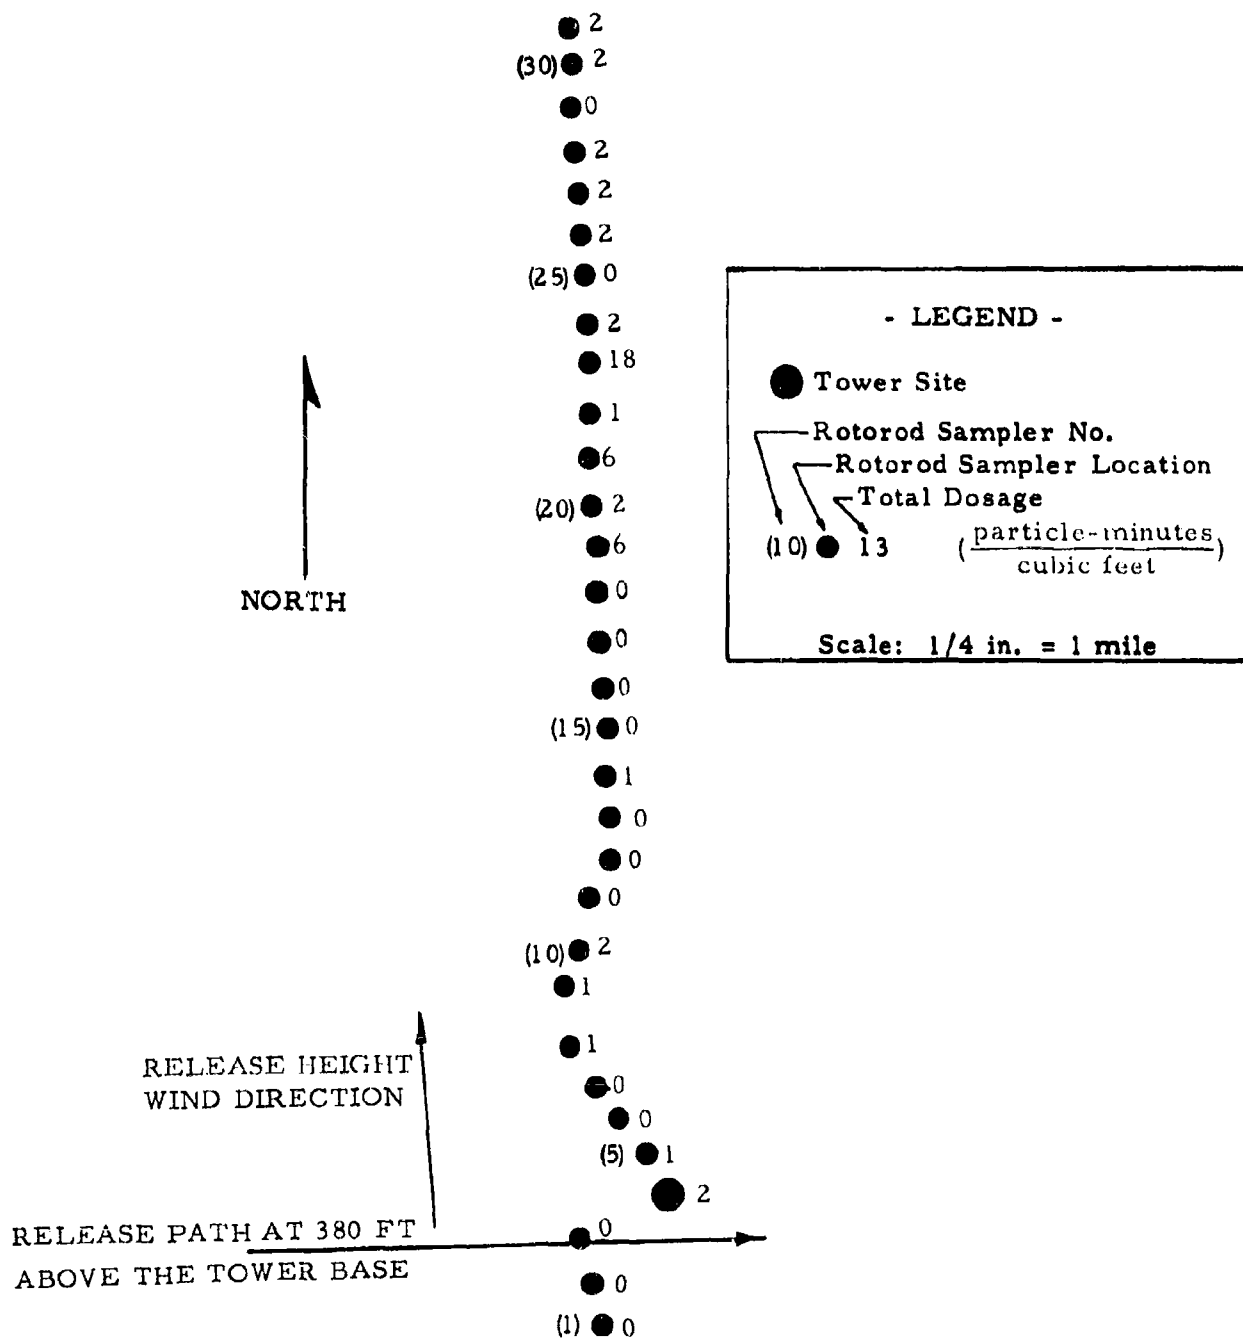 2
(30) 2
0
2
2
2
(25) 0
2
18
1
6
(20) 2
6
0
0
0
(15) 0
1
0
0
0
(10) 2
1
1
0
0
(5) 1
2
0
0
(1) 0
NORTH
RELEASE HEIGHT
WIND DIRECTION
RELEASE PATH AT 380 FT
ABOVE THE TOWER BASE
- LEGEND -
Tower Site
Rotorod Sampler No.
Rotorod Sampler Location
Total Dosage
(10) 13 (particle-minutes
cubic feet)
Scale: 1/4 in. = 1 mile